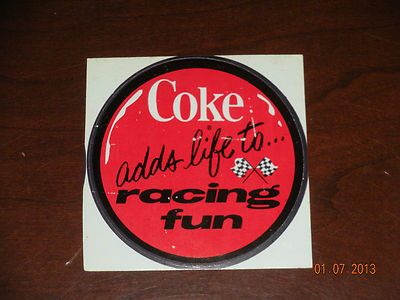 Coke
adds life to...
racing
fun
01.07.2013